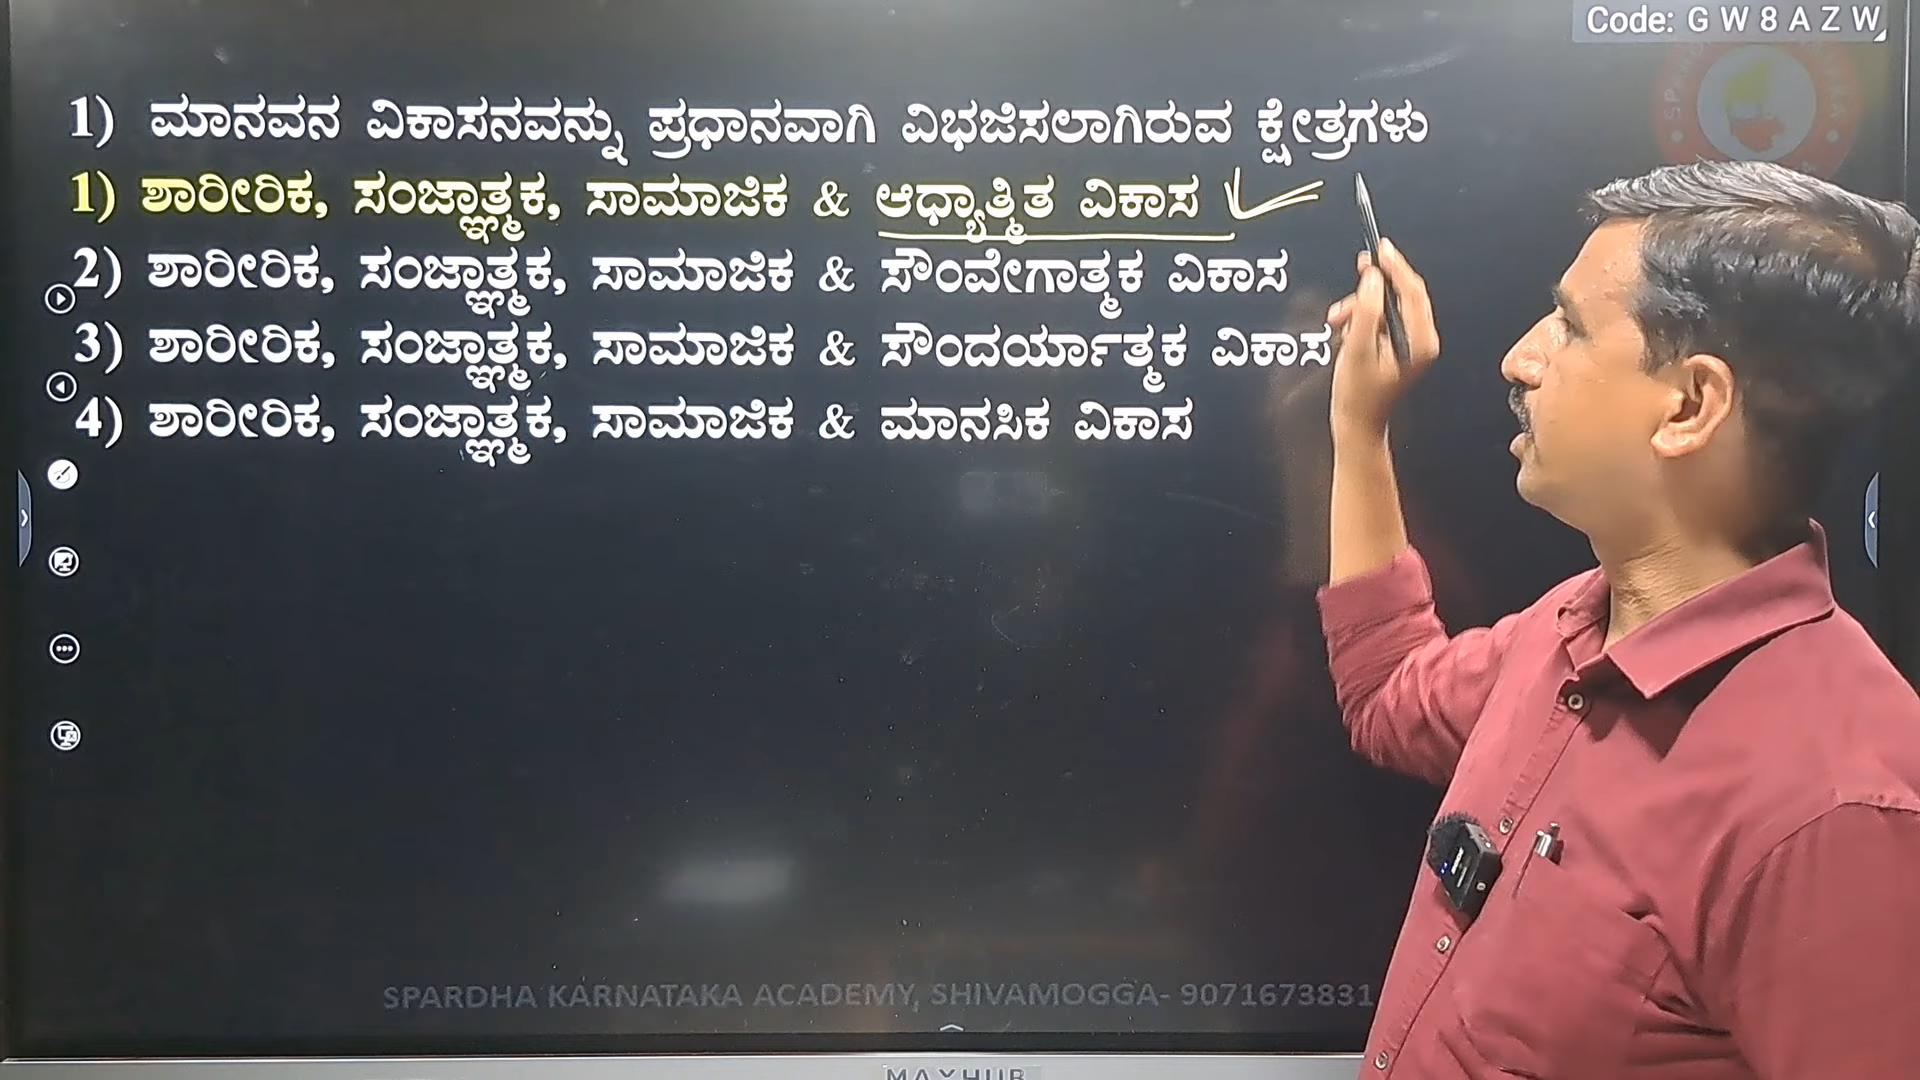 Code: G W 8 A Z W
1) ಮಾನವನ ವಿಕಾಸನವನ್ನು ಪ್ರಧಾನವಾಗಿ ವಿಭಜಿಸಲಾಗಿರುವ ಕ್ಷೇತ್ರಗಳು
1) ಶಾರೀರಿಕ, ಸಂಜ್ಞಾತ್ಮಕ, ಸಾಮಾಜಿಕ & ಆಧ್ಯಾತ್ಮಿತ ವಿಕಾಸ
2) ಶಾರೀರಿಕ, ಸಂಜ್ಞಾತ್ಮಕ, ಸಾಮಾಜಿಕ & ಸೌಂವೇಗಾತ್ಮಕ ವಿಕಾಸ
3) ಶಾರೀರಿಕ, ಸಂಜ್ಞಾತ್ಮಕ, ಸಾಮಾಜಿಕ & ಸೌಂದರ್ಯಾತ್ಮಕ ವಿಕಾಸ
4) ಶಾರೀರಿಕ, ಸಂಜ್ಞಾತ್ಮಕ, ಸಾಮಾಜಿಕ & ಮಾನಸಿಕ ವಿಕಾಸ
SPARDHA KARNATAKA ACADEMY, SHIVAMOGGA- 9071673831
MAXHUB